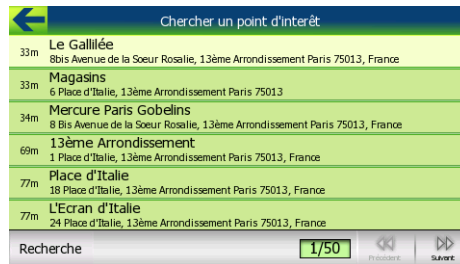 Chercher un point d'interêt
33m Le Gallilée
8bis Avenue de la Soeur Rosalie, 13ème Arrondissement Paris 75013, France
33m Magasins
6 Place d'Italie, 13ème Arrondissement Paris 75013
34m Mercure Paris Gobelins
8 Bis Avenue de la Soeur Rosalie, 13ème Arrondissement Paris 75013, France
69m 13ème Arrondissement
1 Place d'Italie, 13ème Arrondissement Paris 75013, France
77m Place d'Italie
18 Place d'Italie, 13ème Arrondissement Paris 75013, France
77m L'Ecran d'Italie
24 Place d'Italie, 13ème Arrondissement Paris 75013, France
Recherche 1/50 Précédent Suivant